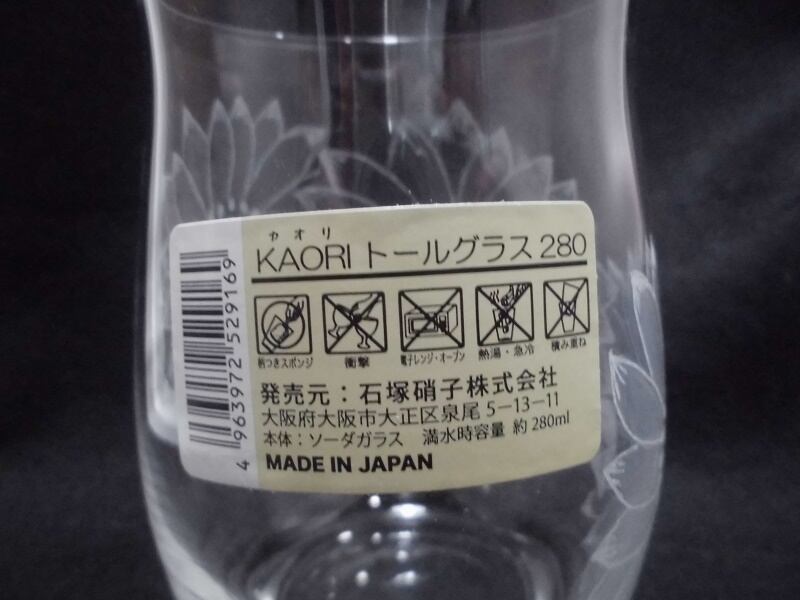 カオリ
KAORI トールグラス 280
柄つきスポンジ 衝撃 電子レンジ・オーブン 熱湯・急冷 積み重ね
発売元：石塚硝子株式会社
大阪府大阪市大正区泉尾 5-13-11
本体：ソーダガラス 満水時容量 約 280ml
MADE IN JAPAN
4 963972 529169